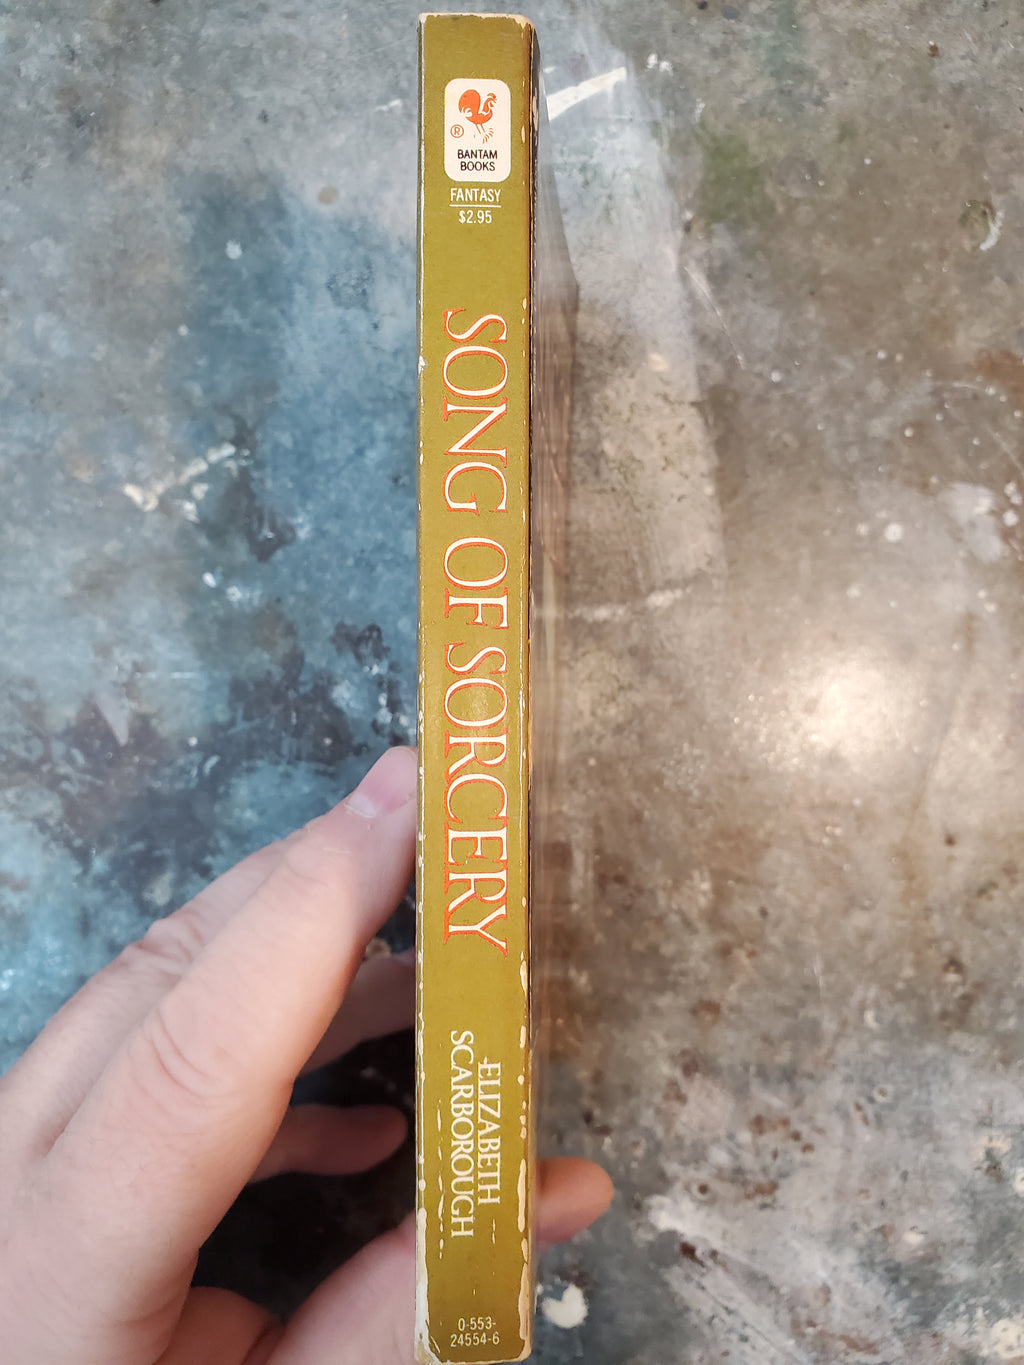 ®
BANTAM
BOOKS
FANTASY
$2.95
SONG OF SORCERY
ELIZABETH
SCARBOROUGH
0-553-
24554-6